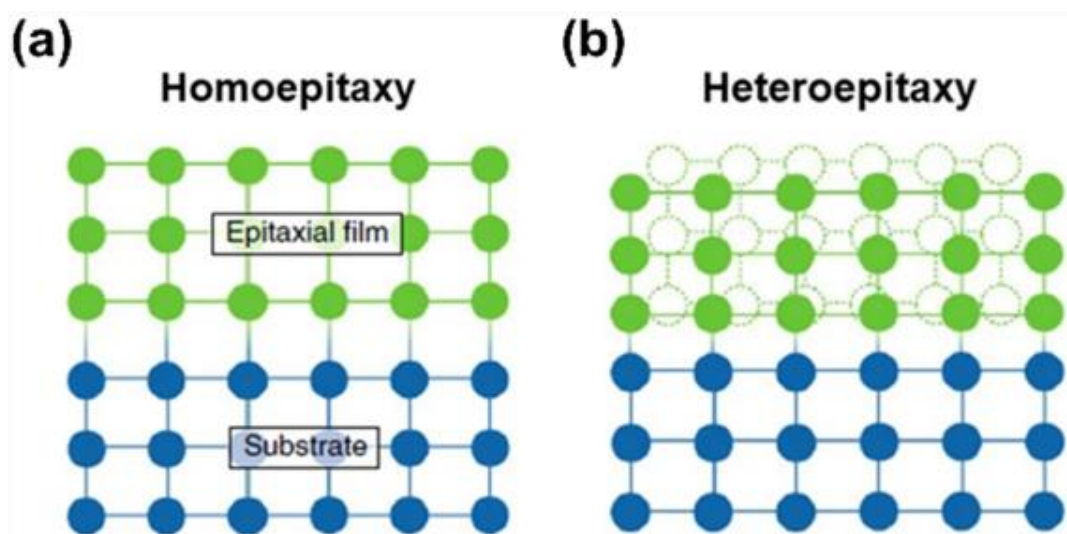 (a)
Homoepitaxy
Epitaxial film
Substrate
(b)
Heteroepitaxy